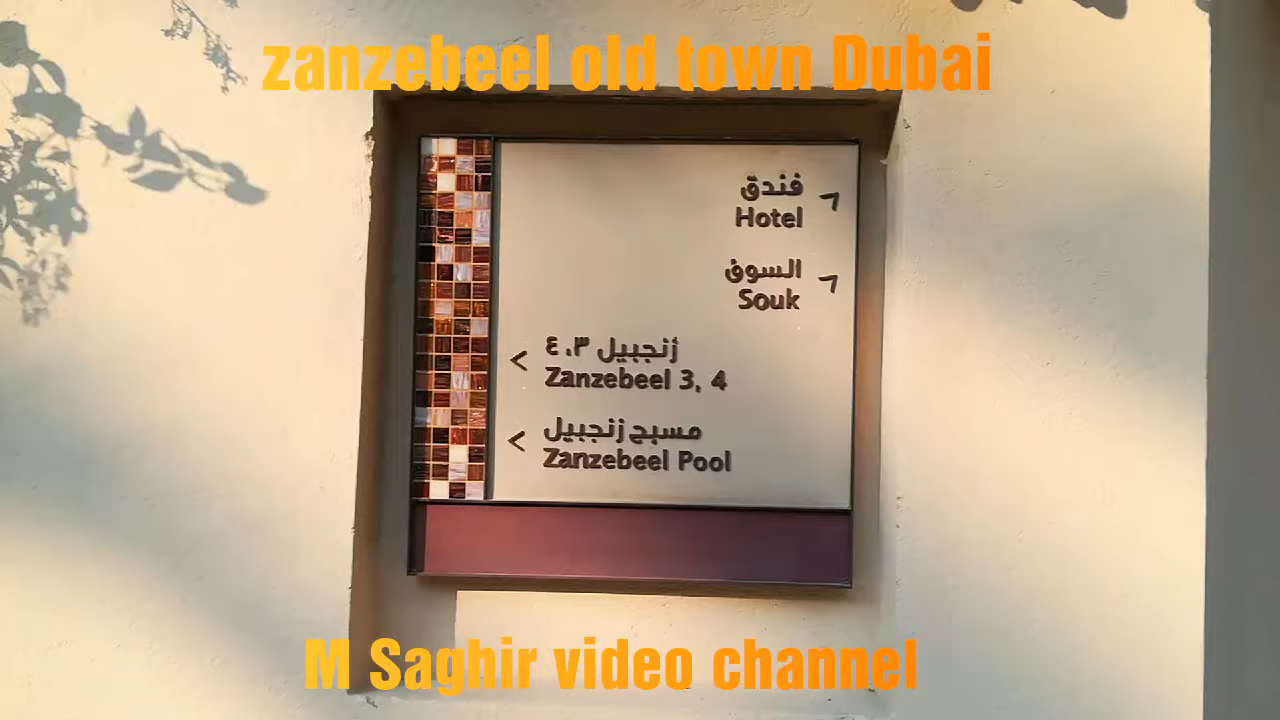 zanzebeel old town Dubai
فندق
Hotel
السوق
Souk
زنجبيل ٣، ٤
Zanzebeel 3, 4
مسبح زنجبيل
Zanzebeel Pool
M Saghir video channel